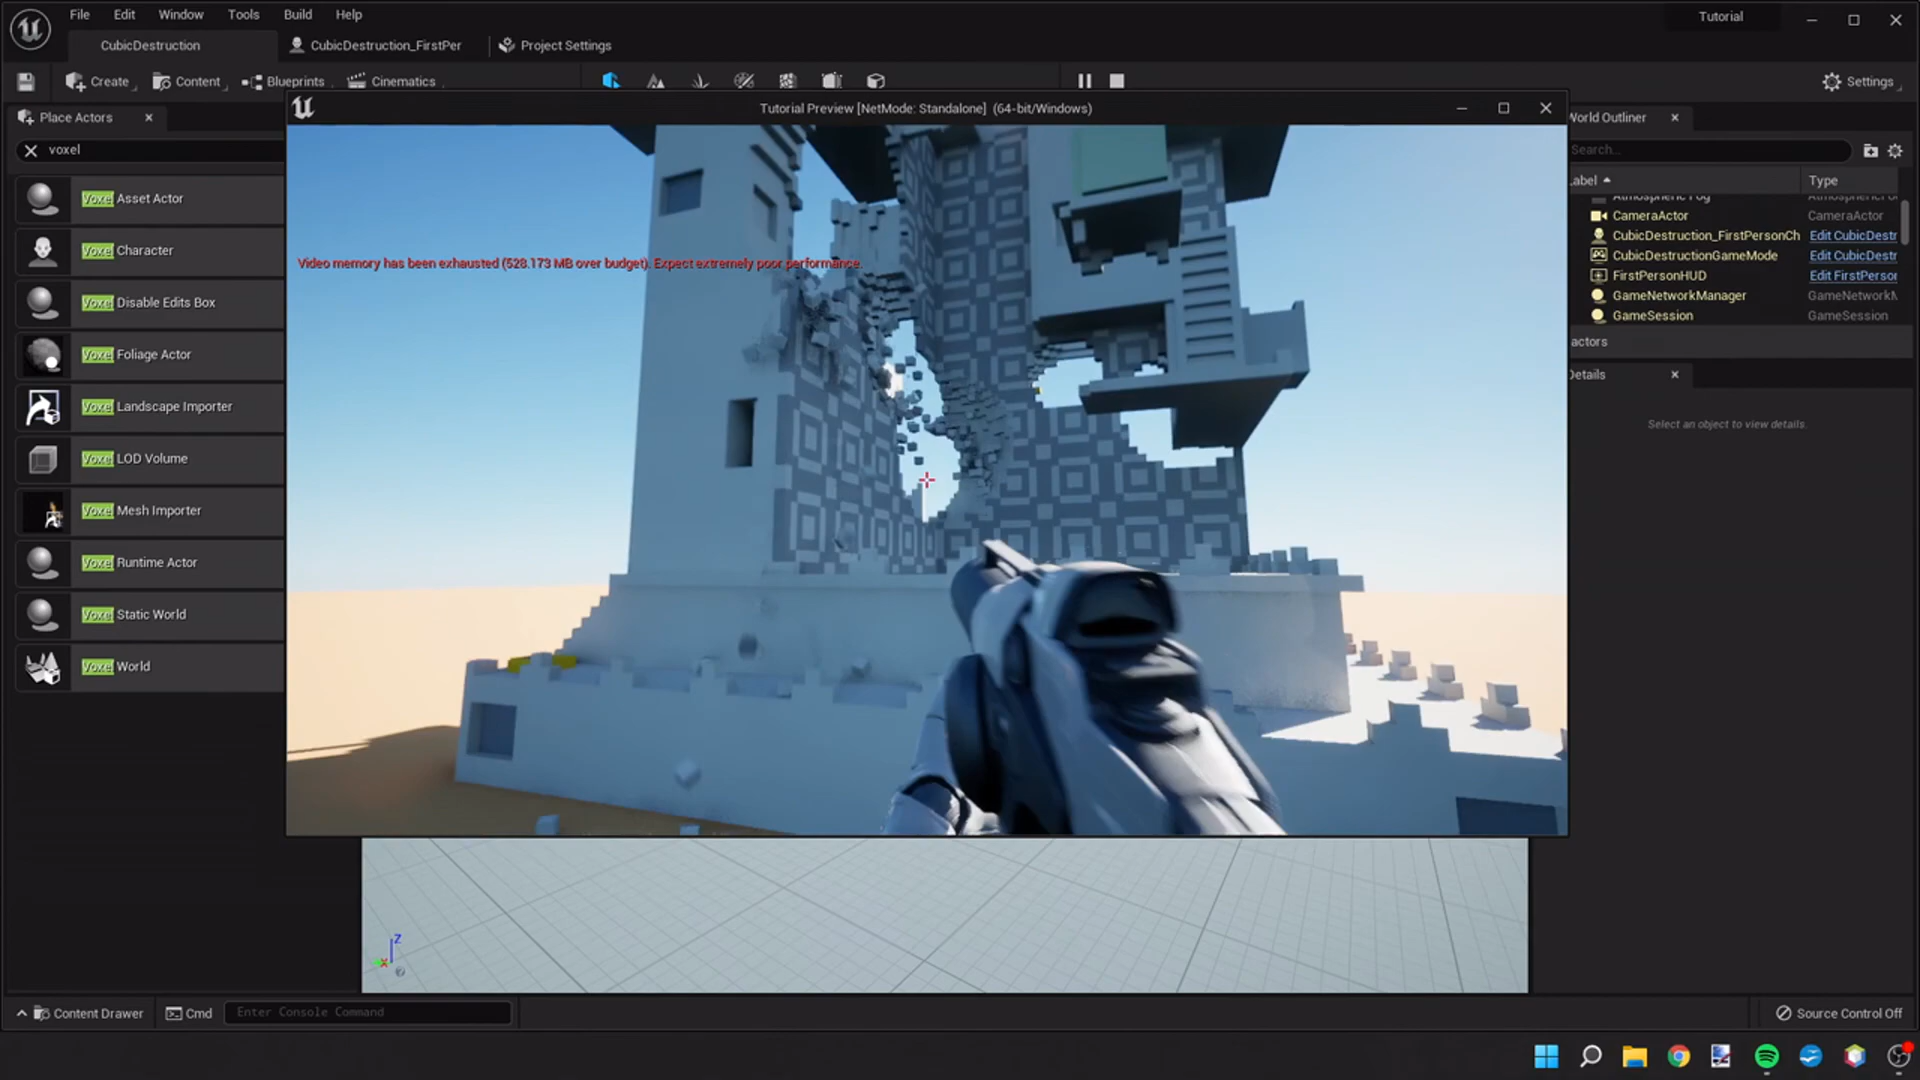 File Edit Window Tools Build Help
Tutorial
CubicDestruction
CubicDestruction_FirstPer
Project Settings
Create
Content
Blueprints
Cinematics
Settings
Place Actors
Tutorial Preview [NetMode: Standalone] (64-bit/Windows)
World Outliner
voxel
Search...
Label
Type
Voxel Asset Actor
CameraActor
CameraActor
CubicDestruction_FirstPersonCh
Edit CubicDestr
Voxel Character
CubicDestructionGameMode
Edit CubicDestr
Video memory has been exhausted (528.173 MB over budget). Expect extremely poor performance.
FirstPersonHUD
Edit FirstPerson
GameNetworkManager
GameNetworkM
Voxel Disable Edits Box
GameSession
GameSession
actors
Voxel Foliage Actor
Details
Voxel Landscape Importer
Select an object to view details.
Voxel LOD Volume
Voxel Mesh Importer
Voxel Runtime Actor
Voxel Static World
Voxel World
Z
X
Content Drawer
Cmd
Enter Console Command
Source Control Off